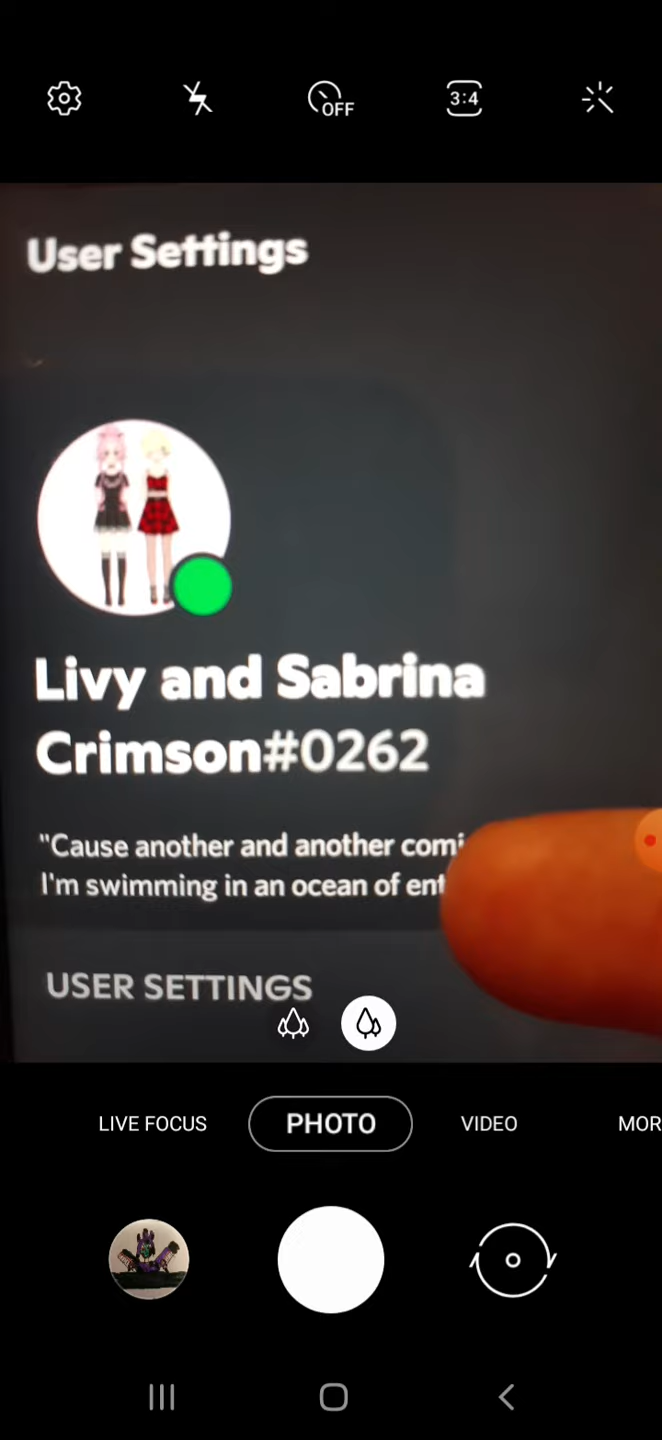 OFF
3:4
User Settings
Livy and Sabrina
Crimson#0262
"Cause another and another
I'm swimming in an ocean of
USER SETTINGS
LIVE FOCUS
PHOTO
VIDEO